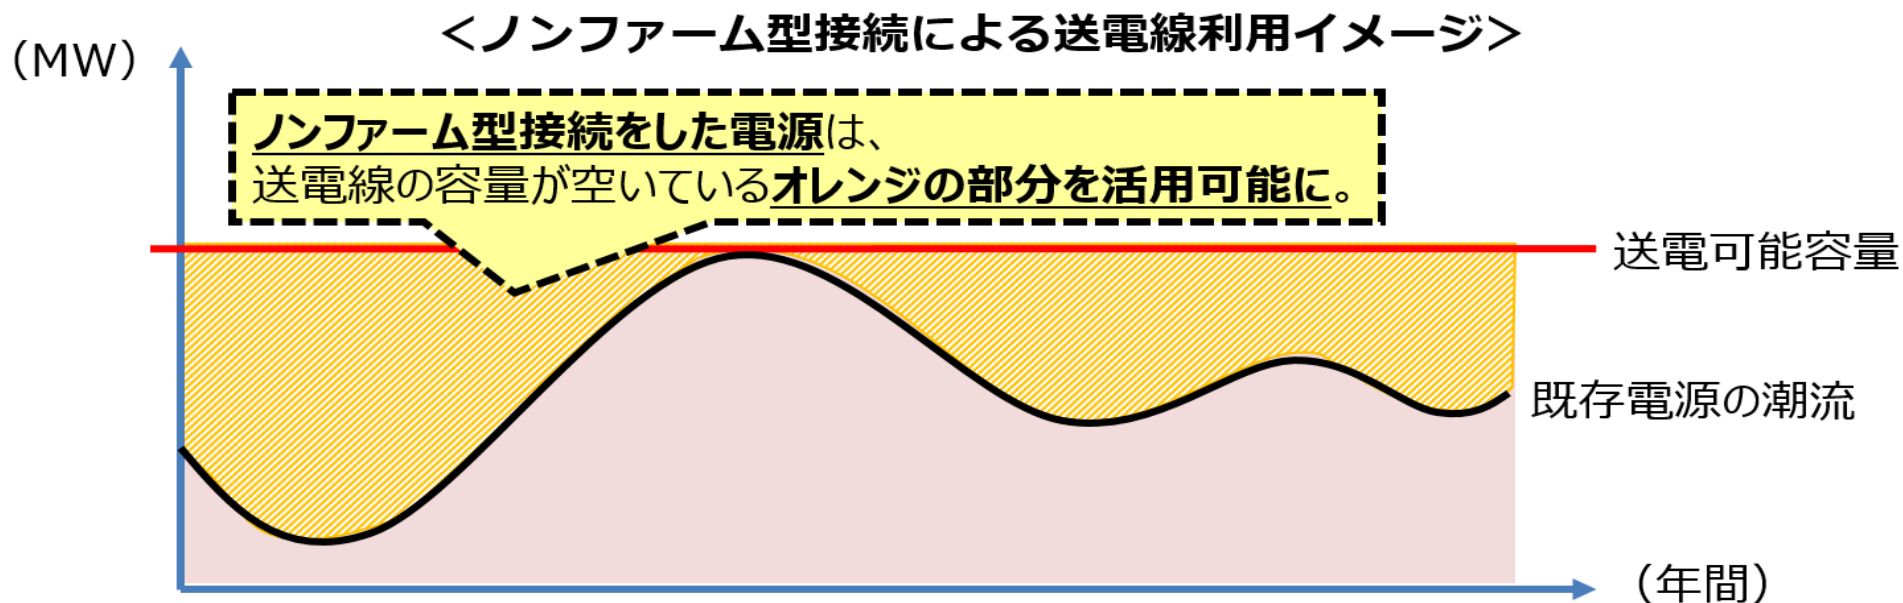 <ノンファーム型接続による送電線利用イメージ>
（MW）
ノンファーム型接続をした電源は、
送電線の容量が空いているオレンジの部分を活用可能に。
送電可能容量
既存電源の潮流
（年間）